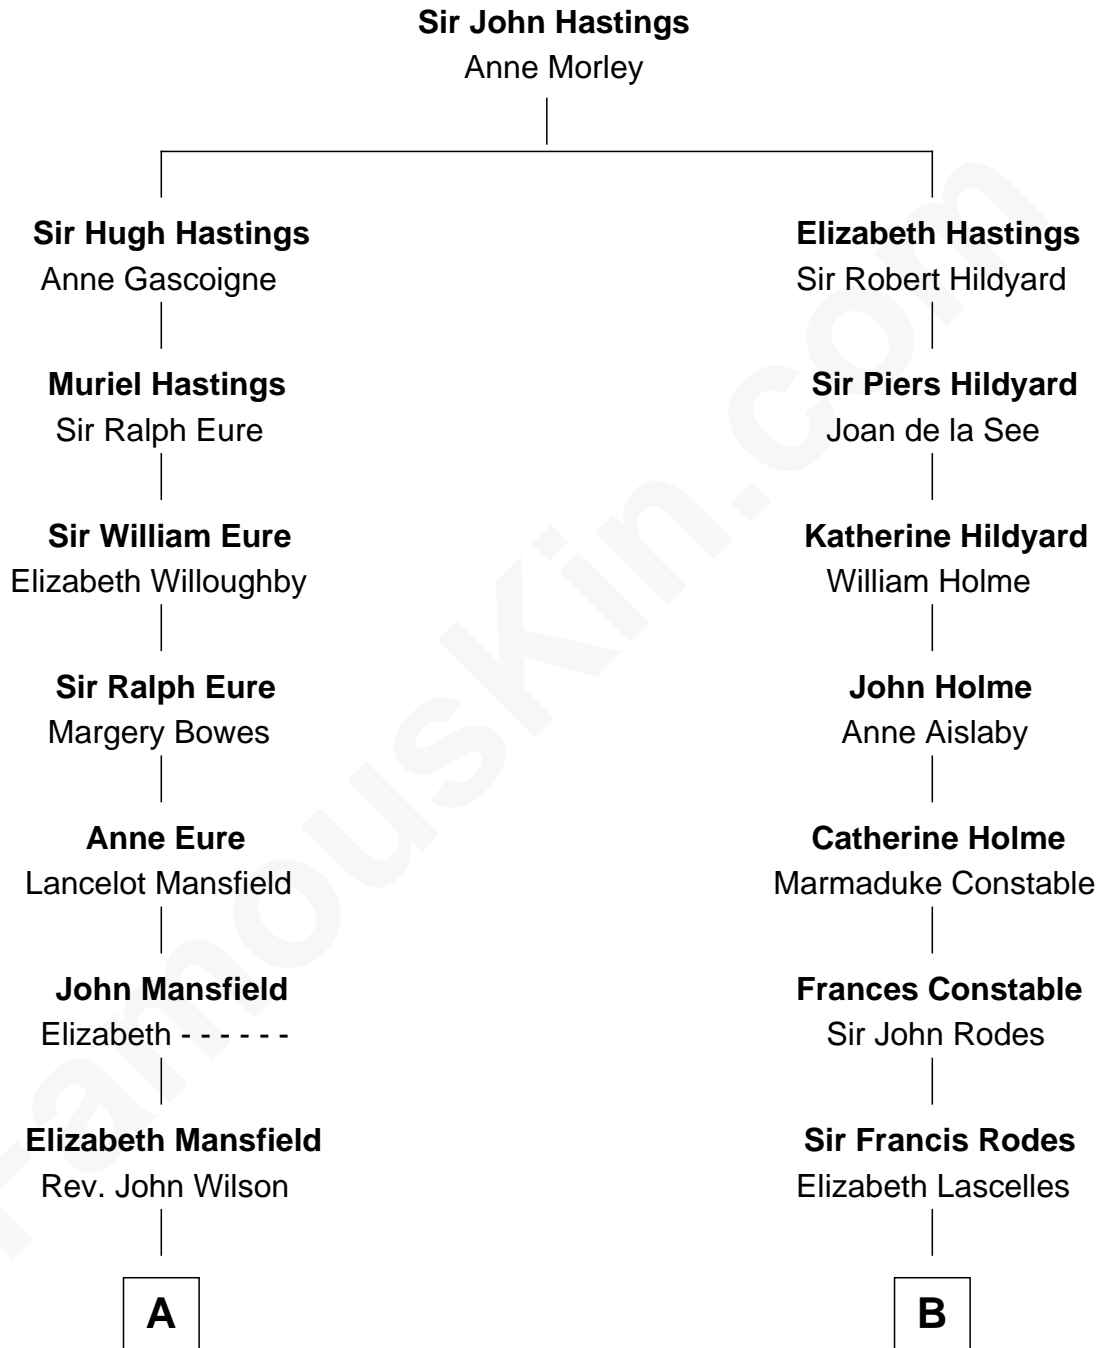 Sir John Hastings
Anne Morley
Sir Hugh Hastings
Anne Gascoigne
Elizabeth Hastings
Sir Robert Hildyard
Muriel Hastings
Sir Ralph Eure
Sir Piers Hildyard
Joan de la See
Sir William Eure
Elizabeth Willoughby
Katherine Hildyard
William Holme
Sir Ralph Eure
Margery Bowes
John Holme
Anne Aislaby
Anne Eure
Lancelot Mansfield
Catherine Holme
Marmaduke Constable
John Mansfield
Elizabeth - - - - - -
Frances Constable
Sir John Rodes
Elizabeth Mansfield
Rev. John Wilson
Sir Francis Rodes
Elizabeth Lascelles
A
B
FamousKin.com